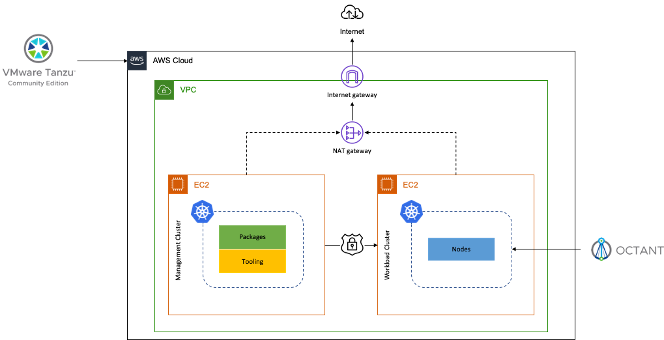 Internet
vmware Tanzu
Community Edition
aws
AWS Cloud
Internet gateway
VPC
NAT gateway
EC2
EC2
Management Cluster
Packages
Tooling
Workload Cluster
Nodes
OCTANT